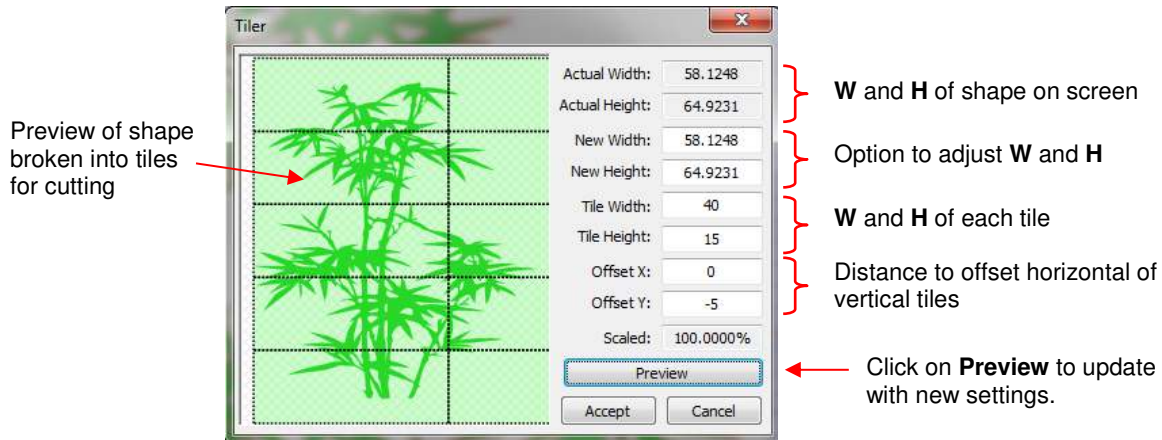 Tiler
Preview of shape
broken into tiles
for cutting
Actual Width: 58.1248
Actual Height: 64.9231
New Width: 58.1248
New Height: 64.9231
Tile Width: 40
Tile Height: 15
Offset X: 0
Offset Y: -5
Scaled: 100.0000%
Preview
Accept Cancel
W and H of shape on screen
Option to adjust W and H
W and H of each tile
Distance to offset horizontal of
vertical tiles
Click on Preview to update
with new settings.